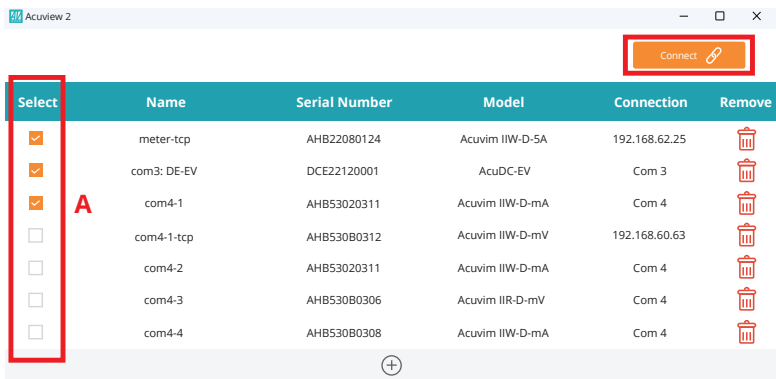 Acuview 2
Connect
Select Name Serial Number Model Connection Remove
meter-tcp AHB22080124 Acuvim IIW-D-5A 192.168.62.25
com3: DE-EV DCE22120001 AcuDC-EV Com 3
A com4-1 AHB53020311 Acuvim IIW-D-mA Com 4
com4-1-tcp AHB530B0312 Acuvim IIW-D-mV 192.168.60.63
com4-2 AHB53020311 Acuvim IIW-D-mA Com 4
com4-3 AHB530B0306 Acuvim IIR-D-mV Com 4
com4-4 AHB530B0308 Acuvim IIW-D-mA Com 4